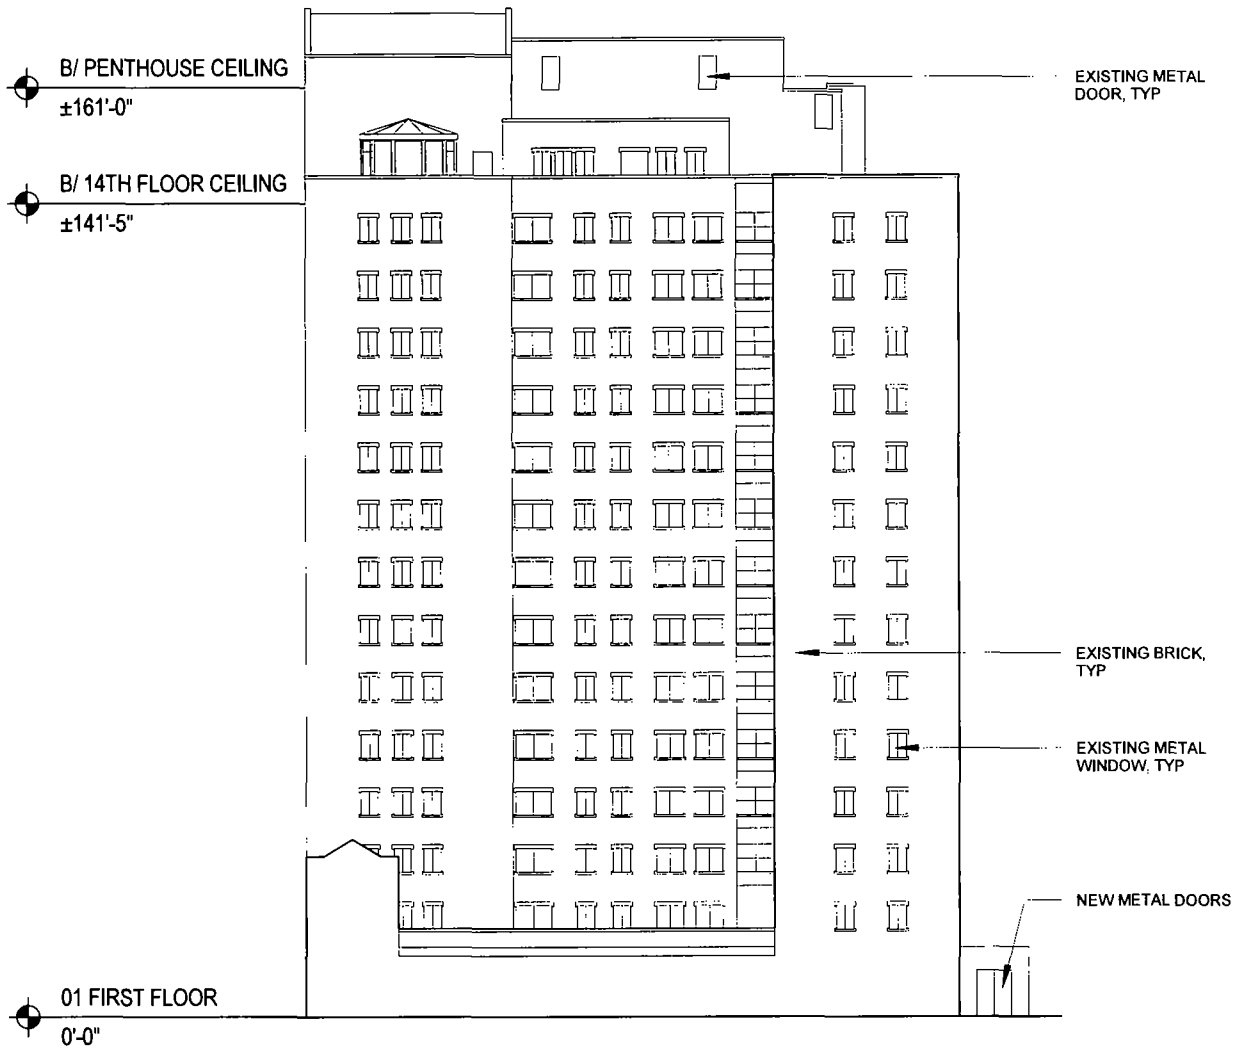 B/ PENTHOUSE CEILING
±161'-0"
EXISTING METAL
DOOR, TYP
B/ 14TH FLOOR CEILING
±141'-5"
EXISTING BRICK,
TYP
EXISTING METAL
WINDOW, TYP
NEW METAL DOORS
01 FIRST FLOOR
0'-0"